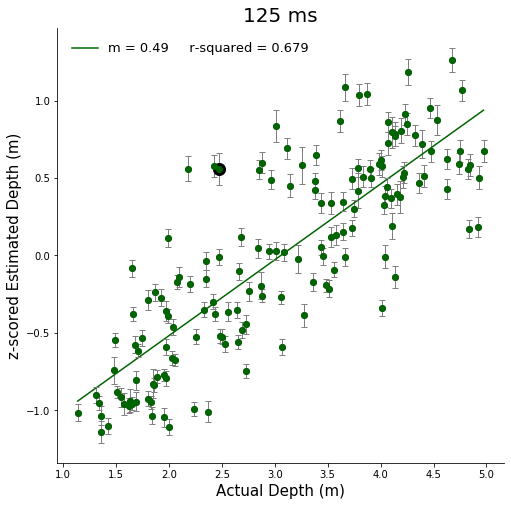 125 ms
m = 0.49 r-squared = 0.679
1.0
0.5
0.0
−0.5
−1.0
z-scored Estimated Depth (m)
1.0 1.5 2.0 2.5 3.0 3.5 4.0 4.5 5.0
Actual Depth (m)